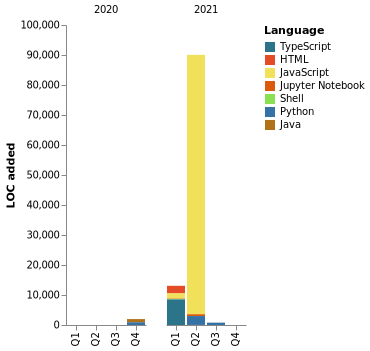 2020
2021
LOC added
100,000
90,000
80,000
70,000
60,000
50,000
40,000
30,000
20,000
10,000
0
Q1
Q2
Q3
Q4
Q1
Q2
Q3
Q4
Language
TypeScript
HTML
JavaScript
Jupyter Notebook
Shell
Python
Java